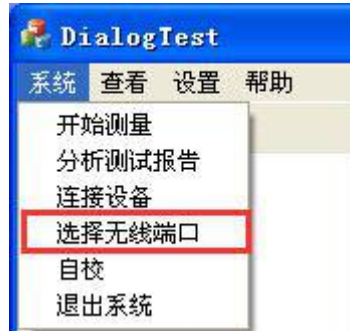 DialogTest
系统 查看 设置 帮助
开始测量
分析测试报告
连接设备
选择无线端口
自校
退出系统